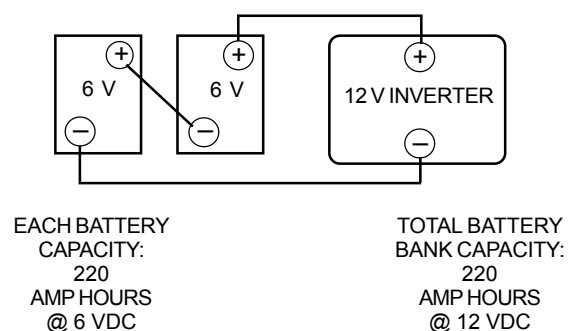 +
+
+
6 V
6 V
12 V INVERTER
−
−
−
EACH BATTERY
CAPACITY:
220
AMP HOURS
@ 6 VDC
TOTAL BATTERY
BANK CAPACITY:
220
AMP HOURS
@ 12 VDC